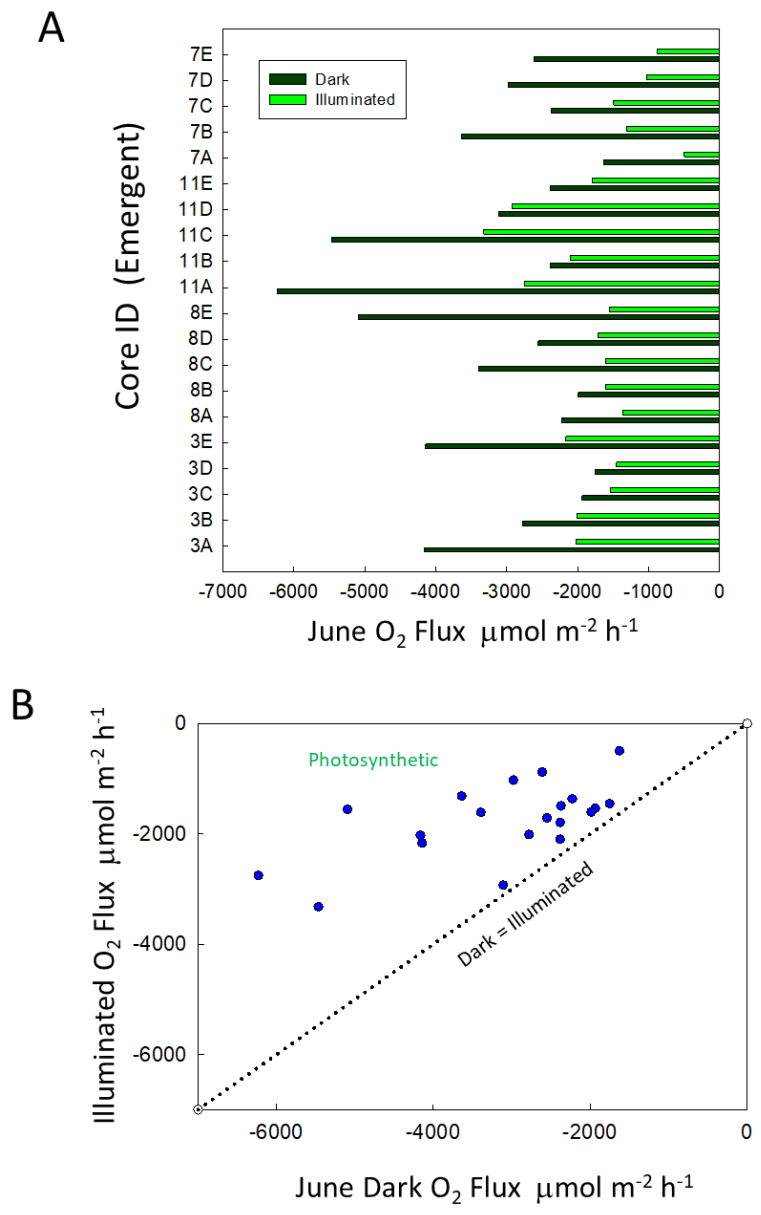 A
7E
7D
7C
7B
7A
11E
11D
11C
11B
11A
8E
8D
8C
8B
8A
3E
3D
3C
3B
3A
Dark
Illuminated
Core ID (Emergent)
-7000 -6000 -5000 -4000 -3000 -2000 -1000 0
June O2 Flux μmol m-2 h-1
B
Illuminated O2 Flux μmol m-2 h-1
0
-2000
-4000
-6000
Photosynthetic
Dark = Illuminated
-6000 -4000 -2000 0
June Dark O2 Flux μmol m-2 h-1